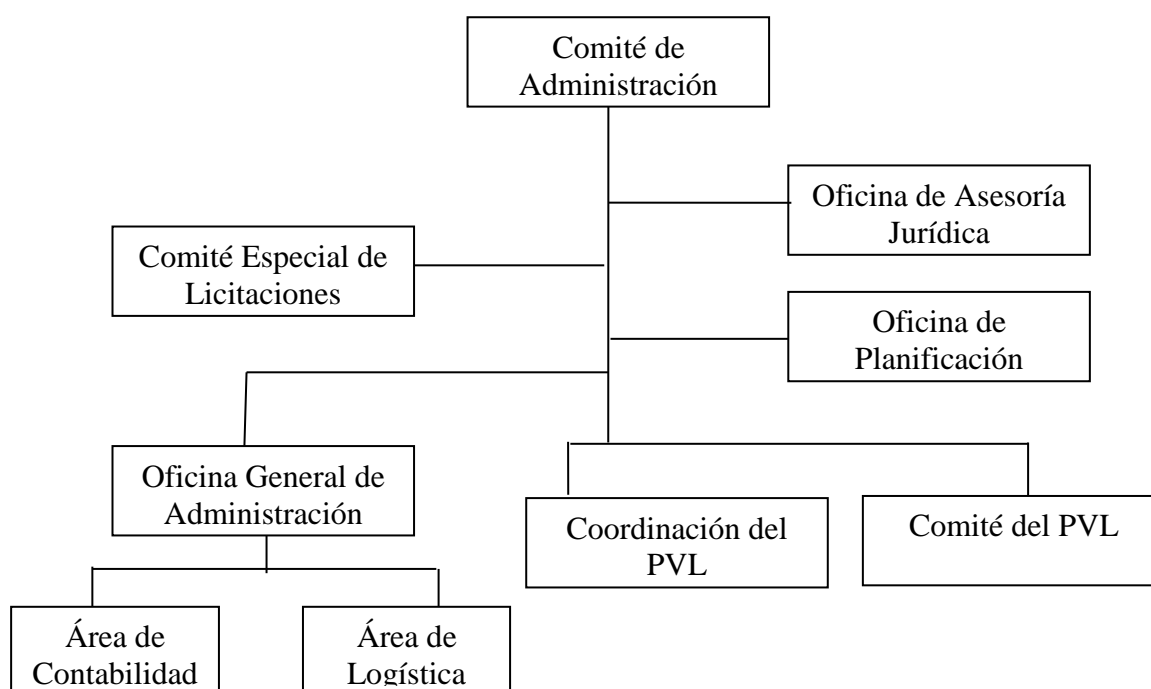 Comité de
Administración
Oficina de Asesoría
Jurídica
Comité Especial de
Licitaciones
Oficina de
Planificación
Oficina General de
Administración
Coordinación del
PVL
Comité del PVL
Área de
Contabilidad
Área de
Logística